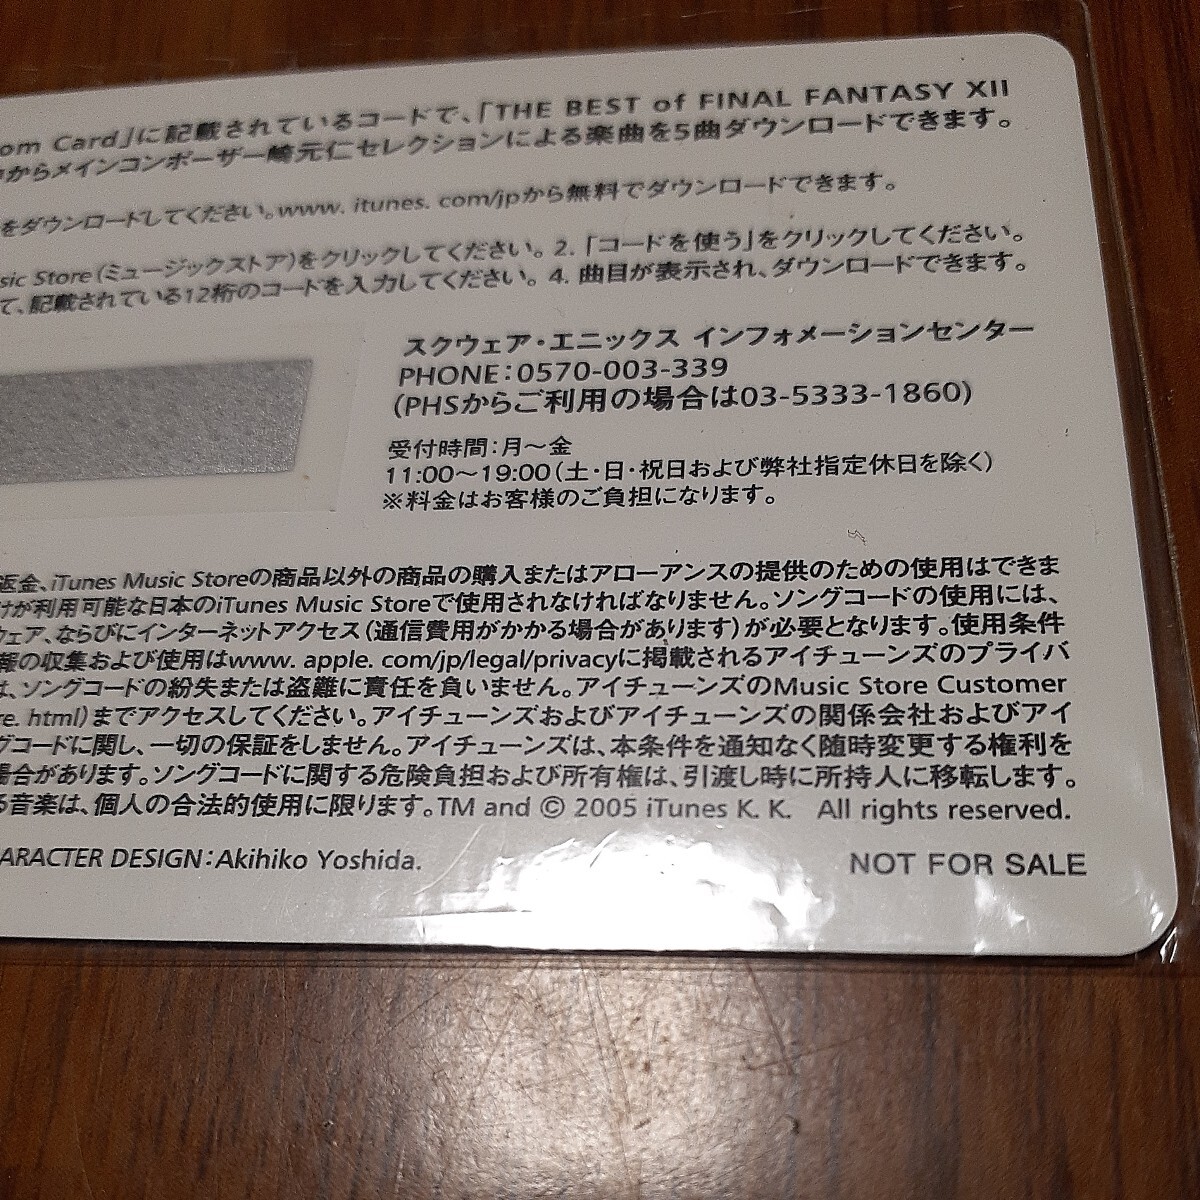 om Card」に記載されているコードで、「THE BEST of FINAL FANTASY XII
からメインコンポーザー崎元仁セレクションによる楽曲を5曲ダウンロードできます。
をダウンロードしてください。www. itunes. com/jpから無料でダウンロードできます。
sic Store(ミュージックストア)をクリックしてください。 2. 「コードを使う」をクリックしてください。
て、記載されている12桁のコードを入力してください。 4. 曲目が表示され、ダウンロードできます。
スクウェア・エニックス インフォメーションセンター
PHONE:0570-003-339
(PHSからご利用の場合は03-5333-1860)
受付時間:月〜金
11:00〜19:00(土・日・祝日および弊社指定休日を除く)
※料金はお客様のご負担になります。
返金、iTunes Music Storeの商品以外の商品の購入またはアローアンスの提供のための使用はできま
けが利用可能な日本のiTunes Music Storeで使用されなければなりません。ソングコードの使用には、
ウェア、ならびにインターネットアクセス(通信費用がかかる場合があります)が必要となります。使用条件
報の収集および使用はwww. apple. com/jp/legal/privacyに掲載されるアイチューンズのプライバ
は、ソングコードの紛失または盗難に責任を負いません。アイチューンズのMusic Store Customer
re. html)までアクセスしてください。アイチューンズおよびアイチューンズの関係会社およびアイ
グコードに関し、一切の保証をしません。アイチューンズは、本条件を通知なく随時変更する権利を
場合があります。ソングコードに関する危険負担および所有権は、引渡し時に所持人に移転します。
る音楽は、個人の合法的使用に限ります。TM and © 2005 iTunes K. K. All rights reserved.
ARACTER DESIGN:Akihiko Yoshida.
NOT FOR SALE